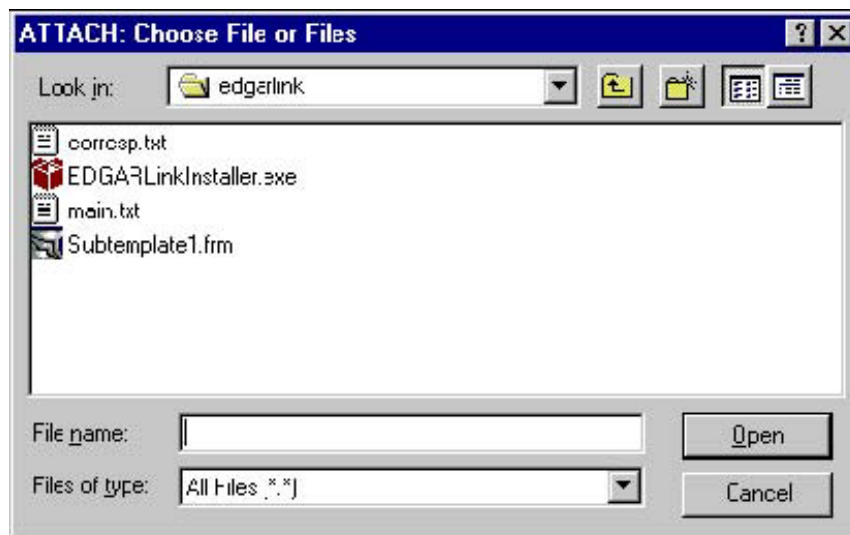 ATTACH: Choose File or Files
Look in: edgarlink
corresp.txt
EDGARLinkInstaller.exe
main.txt
Subtemplate1.frm
File name: Open
Files of type: All Files (*.*) Cancel